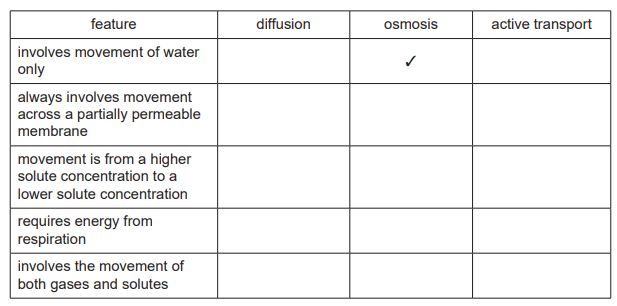 feature diffusion osmosis active transport
involves movement of water
only
✓
always involves movement
across a partially permeable
membrane
movement is from a higher
solute concentration to a
lower solute concentration
requires energy from
respiration
involves the movement of
both gases and solutes